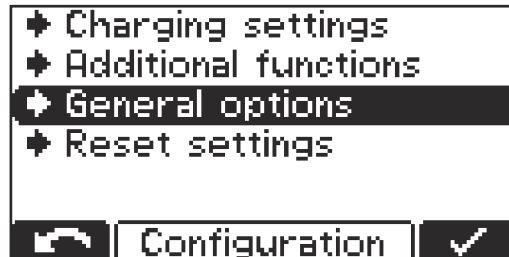 Charging settings
Additional functions
General options
Reset settings
Configuration